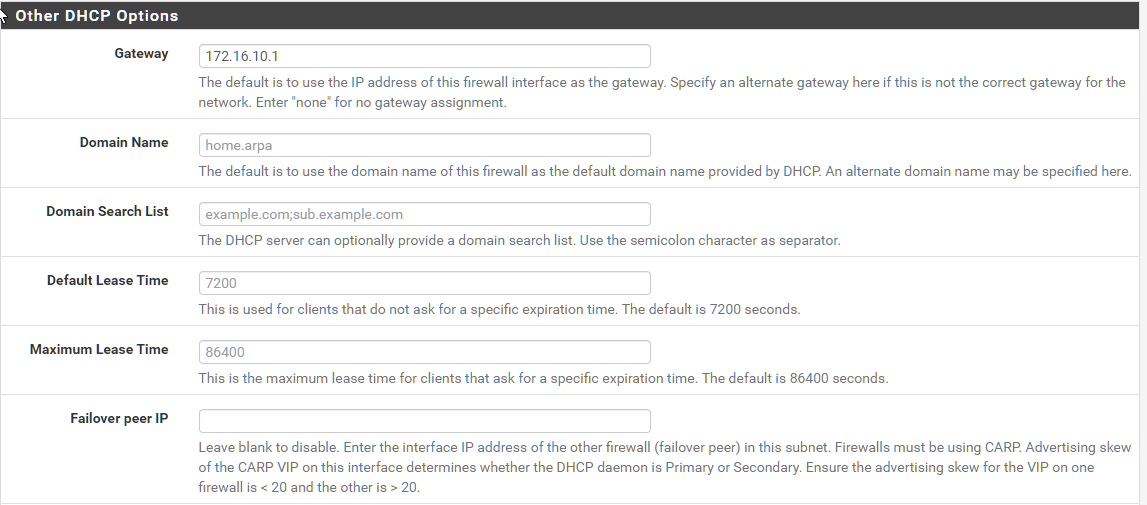 Other DHCP Options
Gateway
172.16.10.1
The default is to use the IP address of this firewall interface as the gateway. Specify an alternate gateway here if this is not the correct gateway for the
network. Enter "none" for no gateway assignment.
Domain Name
home.arpa
The default is to use the domain name of this firewall as the default domain name provided by DHCP. An alternate domain name may be specified here.
Domain Search List
example.com;sub.example.com
The DHCP server can optionally provide a domain search list. Use the semicolon character as separator.
Default Lease Time
7200
This is used for clients that do not ask for a specific expiration time. The default is 7200 seconds.
Maximum Lease Time
86400
This is the maximum lease time for clients that ask for a specific expiration time. The default is 86400 seconds.
Failover peer IP
Leave blank to disable. Enter the interface IP address of the other firewall (failover peer) in this subnet. Firewalls must be using CARP. Advertising skew
of the CARP VIP on this interface determines whether the DHCP daemon is Primary or Secondary. Ensure the advertising skew for the VIP on one
firewall is < 20 and the other is > 20.